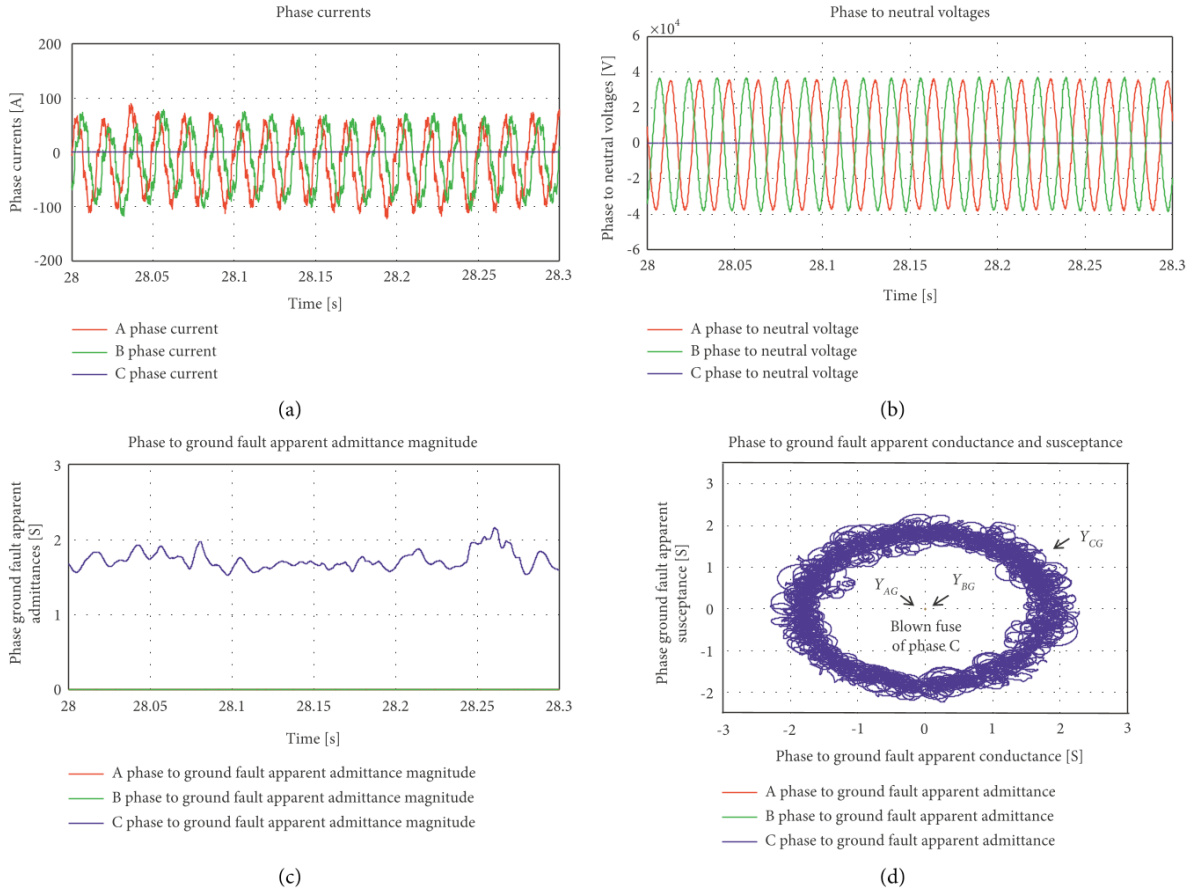 Phase currents
Phase currents [A]
200
100
0
-100
-200
28
28.05
28.1
28.15
28.2
28.25
28.3
Time [s]
A phase current
B phase current
C phase current
(a)
Phase to neutral voltages
×10⁴
Phase to neutral voltages [V]
6
4
2
0
-2
-4
-6
28
28.05
28.1
28.15
28.2
28.25
28.3
Time [s]
A phase to neutral voltage
B phase to neutral voltage
C phase to neutral voltage
(b)
Phase to ground fault apparent admittance magnitude
Phase ground fault apparent
admittances [S]
3
2
1
0
28
28.05
28.1
28.15
28.2
28.25
28.3
Time [s]
A phase to ground fault apparent admittance magnitude
B phase to ground fault apparent admittance magnitude
C phase to ground fault apparent admittance magnitude
(c)
Phase to ground fault apparent conductance and susceptance
Phase ground fault apparent
susceptance [S]
3
2
1
0
-1
-2
Y_CG
Y_AG
Y_BG
Blown fuse
of phase C
-3
-2
-1
0
1
2
3
Phase to ground fault apparent conductance [S]
A phase to ground fault apparent admittance
B phase to ground fault apparent admittance
C phase to ground fault apparent admittance
(d)